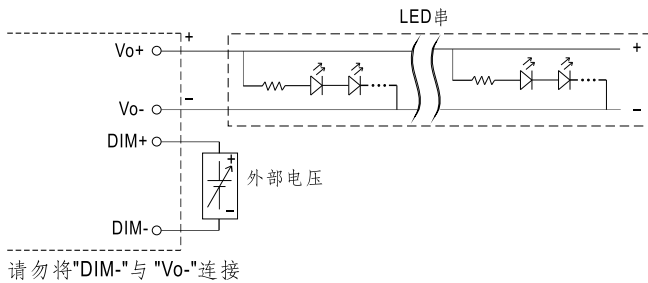 LED串
Vo+
+
+
Vo-
-
-
DIM+
+
外部电压
-
DIM-
请勿将"DIM-"与 "Vo-"连接